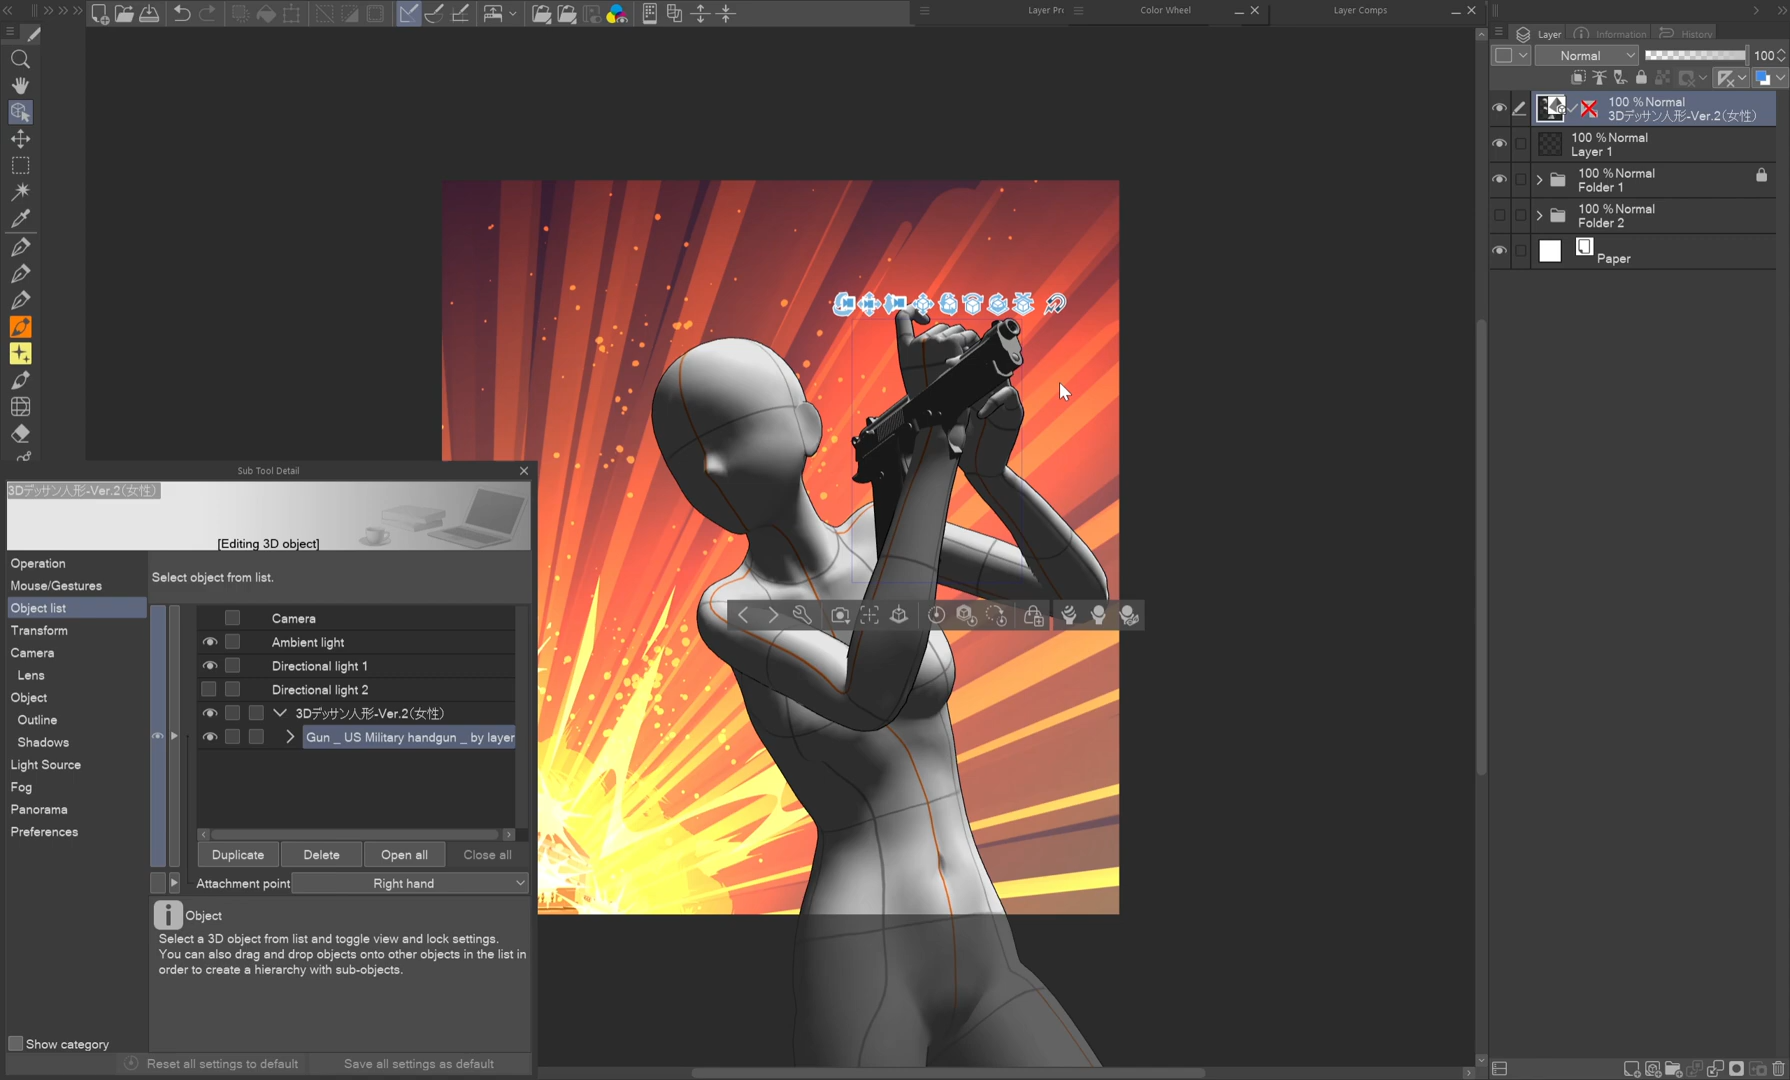 Layer Pr
Color Wheel
Layer Comps
Layer
Information
History
Normal
100
100 %Normal
3Dデッサン人形-Ver.2(女性)
100 %Normal
Layer 1
100 %Normal
Folder 1
100 %Normal
Folder 2
Paper
Sub Tool Detail
3Dデッサン人形-Ver.2(女性)
[Editing 3D object]
Operation
Mouse/Gestures
Object list
Transform
Camera
Lens
Object
Outline
Shadows
Light Source
Fog
Panorama
Preferences
Show category
Select object from list.
Camera
Ambient light
Directional light 1
Directional light 2
3Dデッサン人形-Ver.2(女性)
Gun _ US Military handgun _ by layer
Duplicate
Delete
Open all
Close all
Attachment point
Right hand
Object
Select a 3D object from list and toggle view and lock settings.
You can also drag and drop objects onto other objects in the list in
order to create a hierarchy with sub-objects.
Reset all settings to default
Save all settings as default